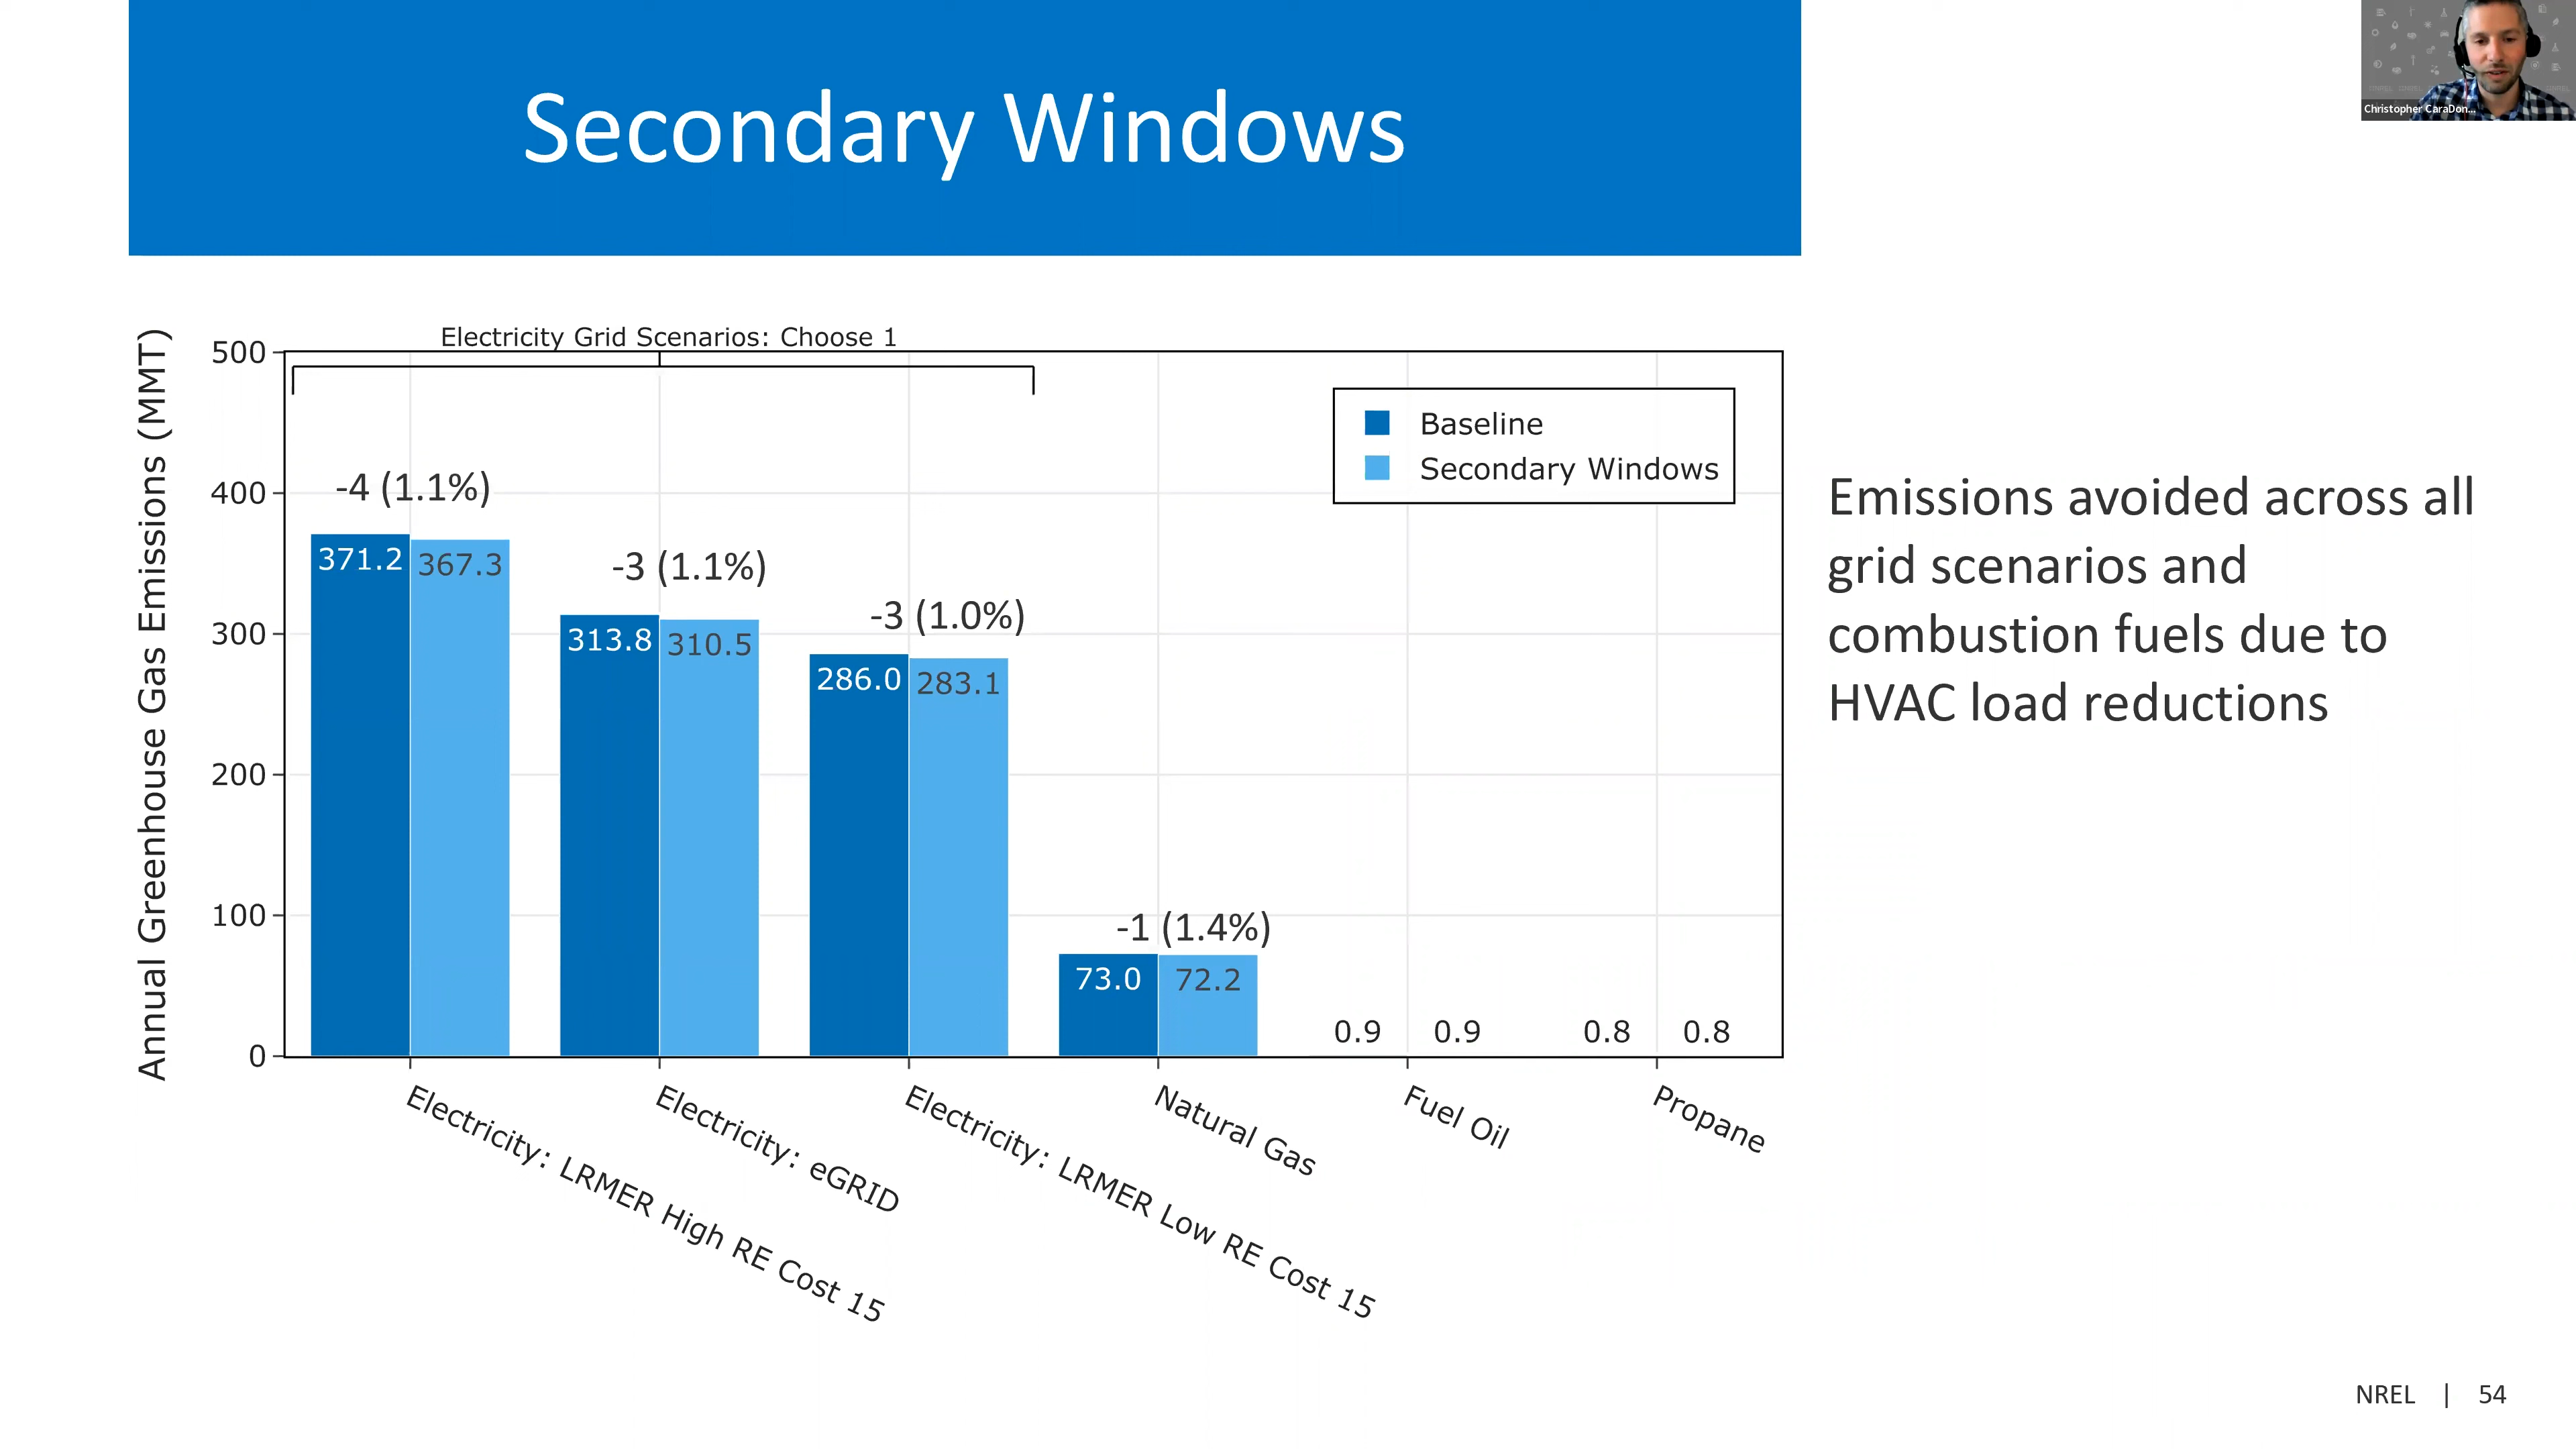 Secondary Windows
Christopher CaraDon...
Electricity Grid Scenarios: Choose 1
Annual Greenhouse Gas Emissions (MMT)
500
400
300
200
100
0
Baseline
Secondary Windows
-4 (1.1%)
371.2 367.3
-3 (1.1%)
313.8 310.5
-3 (1.0%)
286.0 283.1
-1 (1.4%)
73.0 72.2
0.9 0.9
0.8 0.8
Electricity: LRMER High RE Cost 15
Electricity: eGRID
Electricity: LRMER Low RE Cost 15
Natural Gas
Fuel Oil
Propane
Emissions avoided across all
grid scenarios and
combustion fuels due to
HVAC load reductions
NREL | 54